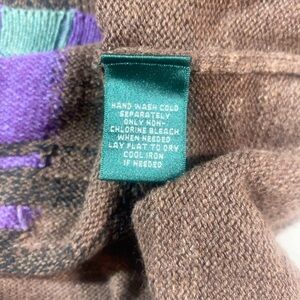 HAND WASH COLD
SEPARATELY
ONLY NON-
CHLORINE BLEACH
WHEN NEEDED
LAY FLAT TO DRY
COOL IRON
IF NEEDED